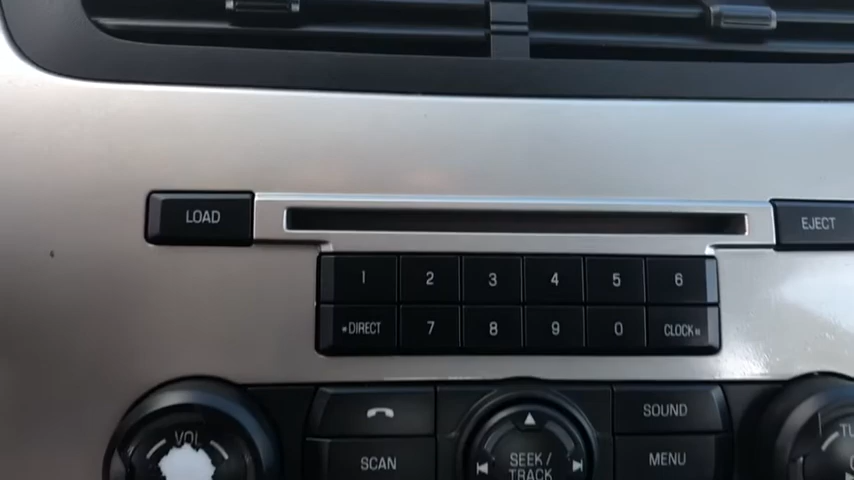 LOAD
EJECT
1 2 3 4 5 6
*DIRECT 7 8 9 0 CLOCK#
SOUND
VOL
SCAN
SEEK/
TRACK
MENU